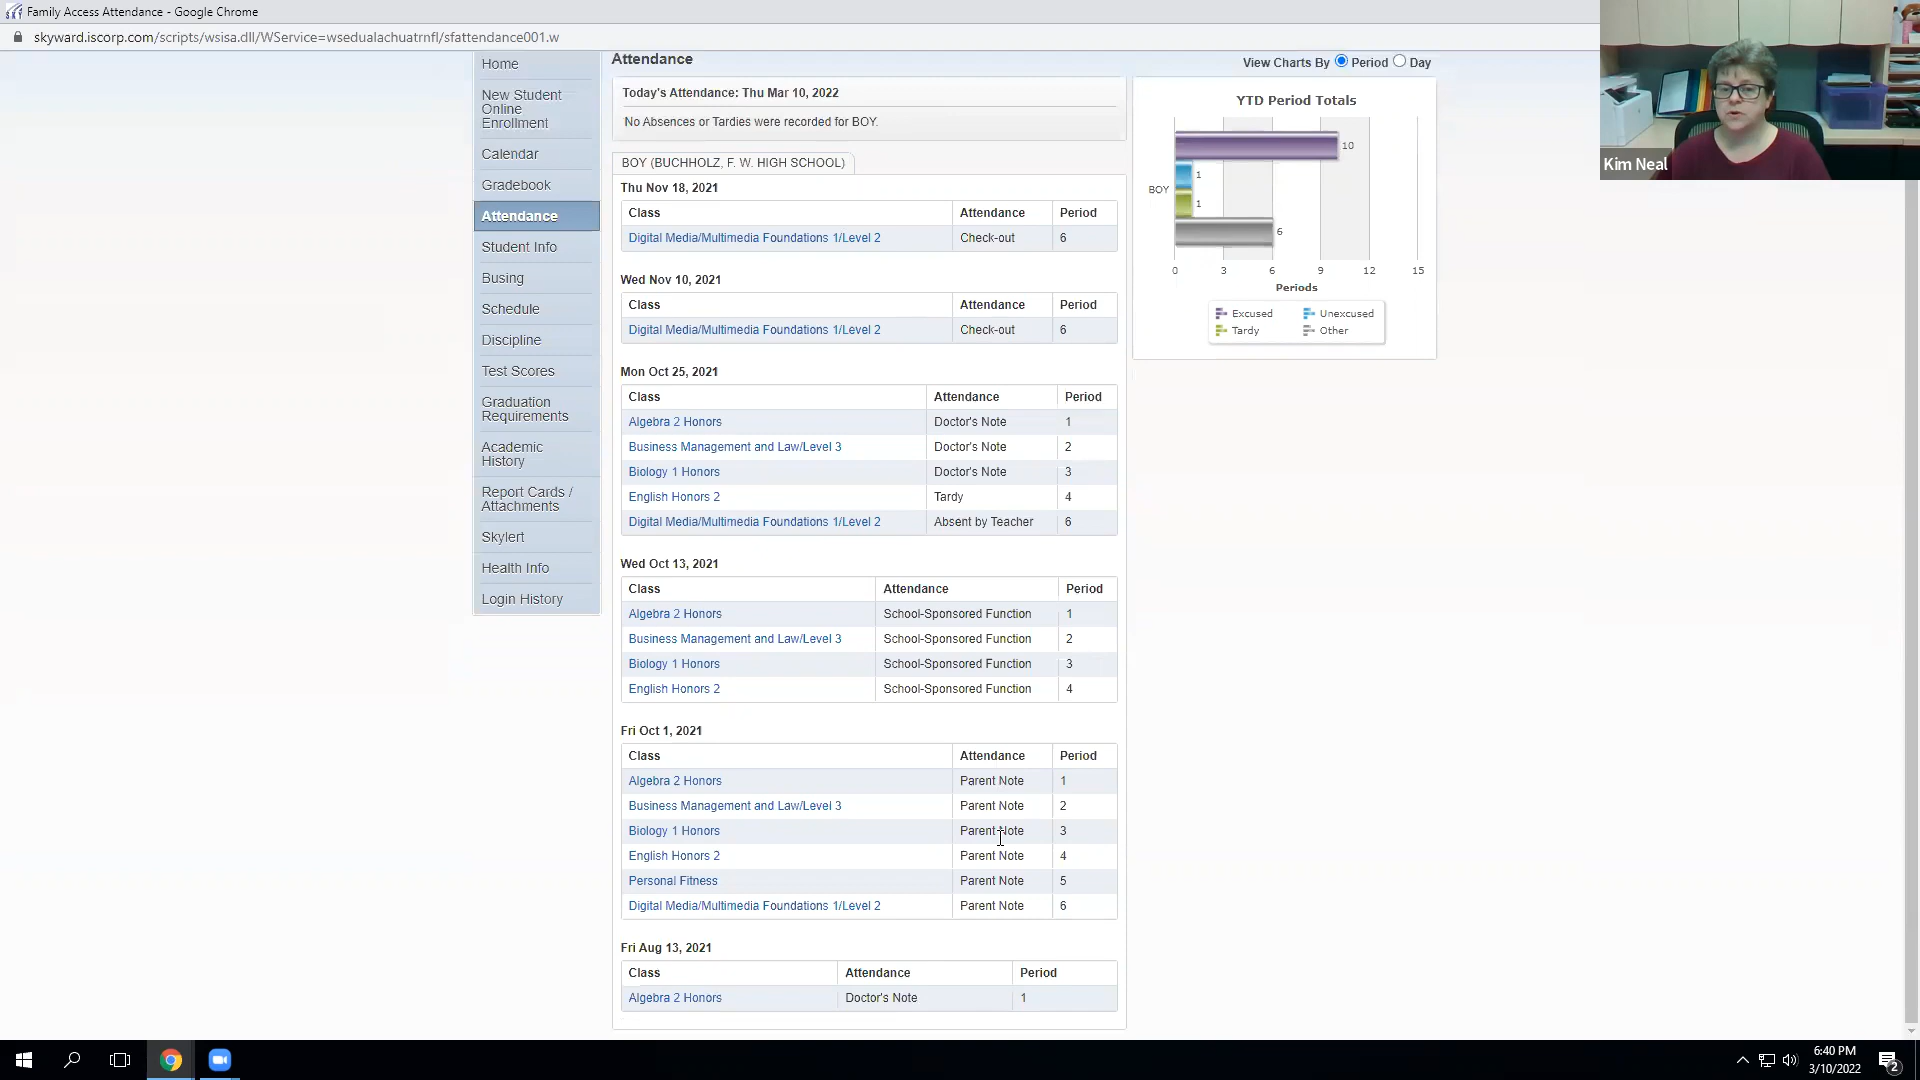 Family Access Attendance - Google Chrome
skyward.iscorp.com/scripts/wsisa.dll/WService=wsedualachuatrnfl/sfattendance001.w
Home
New Student
Online
Enrollment
Calendar
Gradebook
Attendance
Student Info
Busing
Schedule
Discipline
Test Scores
Graduation
Requirements
Academic
History
Report Cards /
Attachments
Skylert
Health Info
Login History
Attendance
Today's Attendance: Thu Mar 10, 2022
No Absences or Tardies were recorded for BOY.
BOY (BUCHHOLZ, F. W. HIGH SCHOOL)
Thu Nov 18, 2021
Class Attendance Period
Digital Media/Multimedia Foundations 1/Level 2 Check-out 6
Wed Nov 10, 2021
Class Attendance Period
Digital Media/Multimedia Foundations 1/Level 2 Check-out 6
Mon Oct 25, 2021
Class Attendance Period
Algebra 2 Honors Doctor's Note 1
Business Management and Law/Level 3 Doctor's Note 2
Biology 1 Honors Doctor's Note 3
English Honors 2 Tardy 4
Digital Media/Multimedia Foundations 1/Level 2 Absent by Teacher 6
Wed Oct 13, 2021
Class Attendance Period
Algebra 2 Honors School-Sponsored Function 1
Business Management and Law/Level 3 School-Sponsored Function 2
Biology 1 Honors School-Sponsored Function 3
English Honors 2 School-Sponsored Function 4
Fri Oct 1, 2021
Class Attendance Period
Algebra 2 Honors Parent Note 1
Business Management and Law/Level 3 Parent Note 2
Biology 1 Honors Parent Note 3
English Honors 2 Parent Note 4
Personal Fitness Parent Note 5
Digital Media/Multimedia Foundations 1/Level 2 Parent Note 6
Fri Aug 13, 2021
Class Attendance Period
Algebra 2 Honors Doctor's Note 1
View Charts By Period Day
YTD Period Totals
10
1
BOY
1
6
0 3 6 9 12 15
Periods
Excused Unexcused
Tardy Other
Kim Neal
6:40 PM
3/10/2022
2